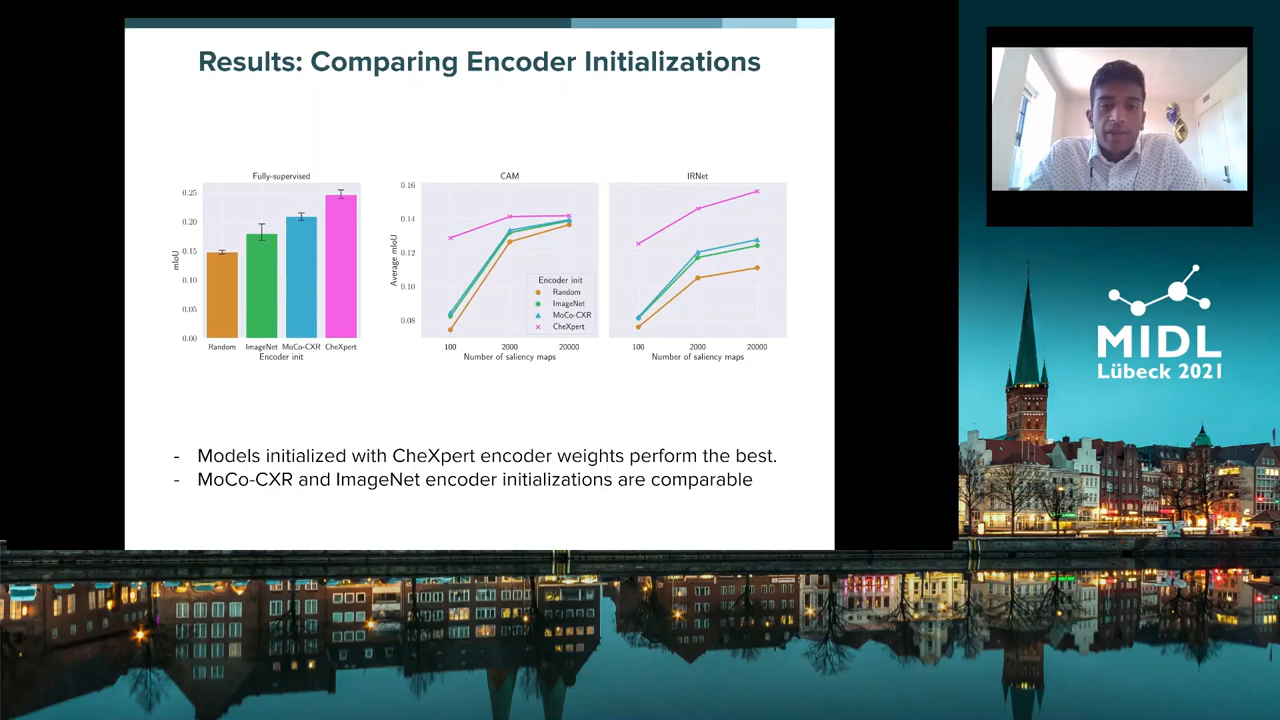 Results: Comparing Encoder Initializations
Fully-supervised
mIoU
0.25
0.20
0.15
0.10
0.05
0.00
Random ImageNet MoCo-CXR CheXpert
Encoder init
CAM
Average mIoU
0.16
0.14
0.12
0.10
0.08
Encoder init
Random
ImageNet
MoCo-CXR
CheXpert
100 2000 20000
Number of saliency maps
IRNet
100 2000 20000
Number of saliency maps
- Models initialized with CheXpert encoder weights perform the best.
- MoCo-CXR and ImageNet encoder initializations are comparable
MIDL
Lübeck 2021